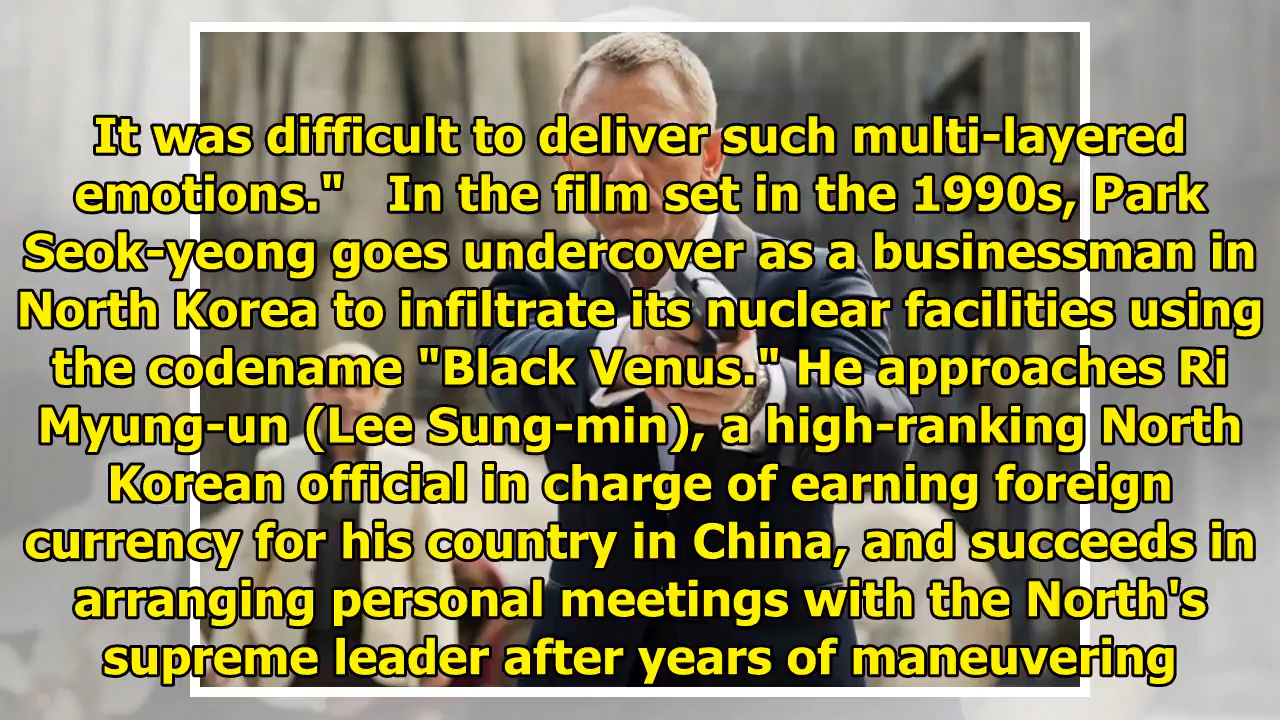 It was difficult to deliver such multi-layered
emotions."   In the film set in the 1990s, Park
Seok-yeong goes undercover as a businessman in
North Korea to infiltrate its nuclear facilities using
the codename "Black Venus." He approaches Ri
Myung-un (Lee Sung-min), a high-ranking North
Korean official in charge of earning foreign
currency for his country in China, and succeeds in
arranging personal meetings with the North's
supreme leader after years of maneuvering